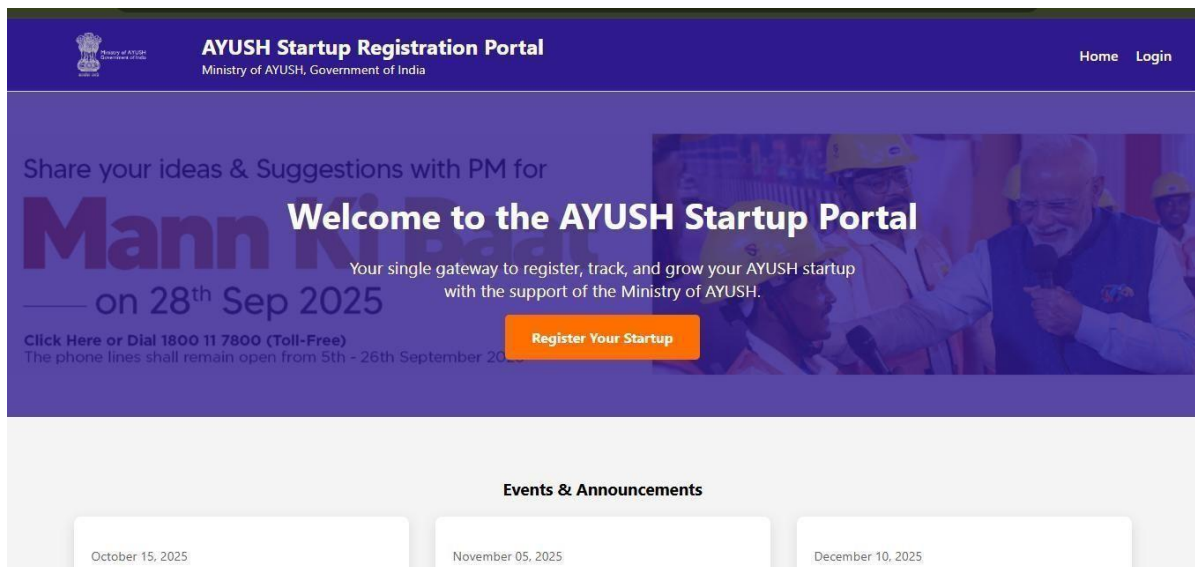 Ministry of AYUSH
Government of India
AYUSH Startup Registration Portal
Ministry of AYUSH, Government of India
Home Login
Share your ideas & Suggestions with PM for
Mann Ki Baat
on 28th Sep 2025
Click Here or Dial 1800 11 7800 (Toll-Free)
The phone lines shall remain open from 5th - 26th September 20
Welcome to the AYUSH Startup Portal
Your single gateway to register, track, and grow your AYUSH startup
with the support of the Ministry of AYUSH.
Register Your Startup
Events & Announcements
October 15, 2025
November 05, 2025
December 10, 2025